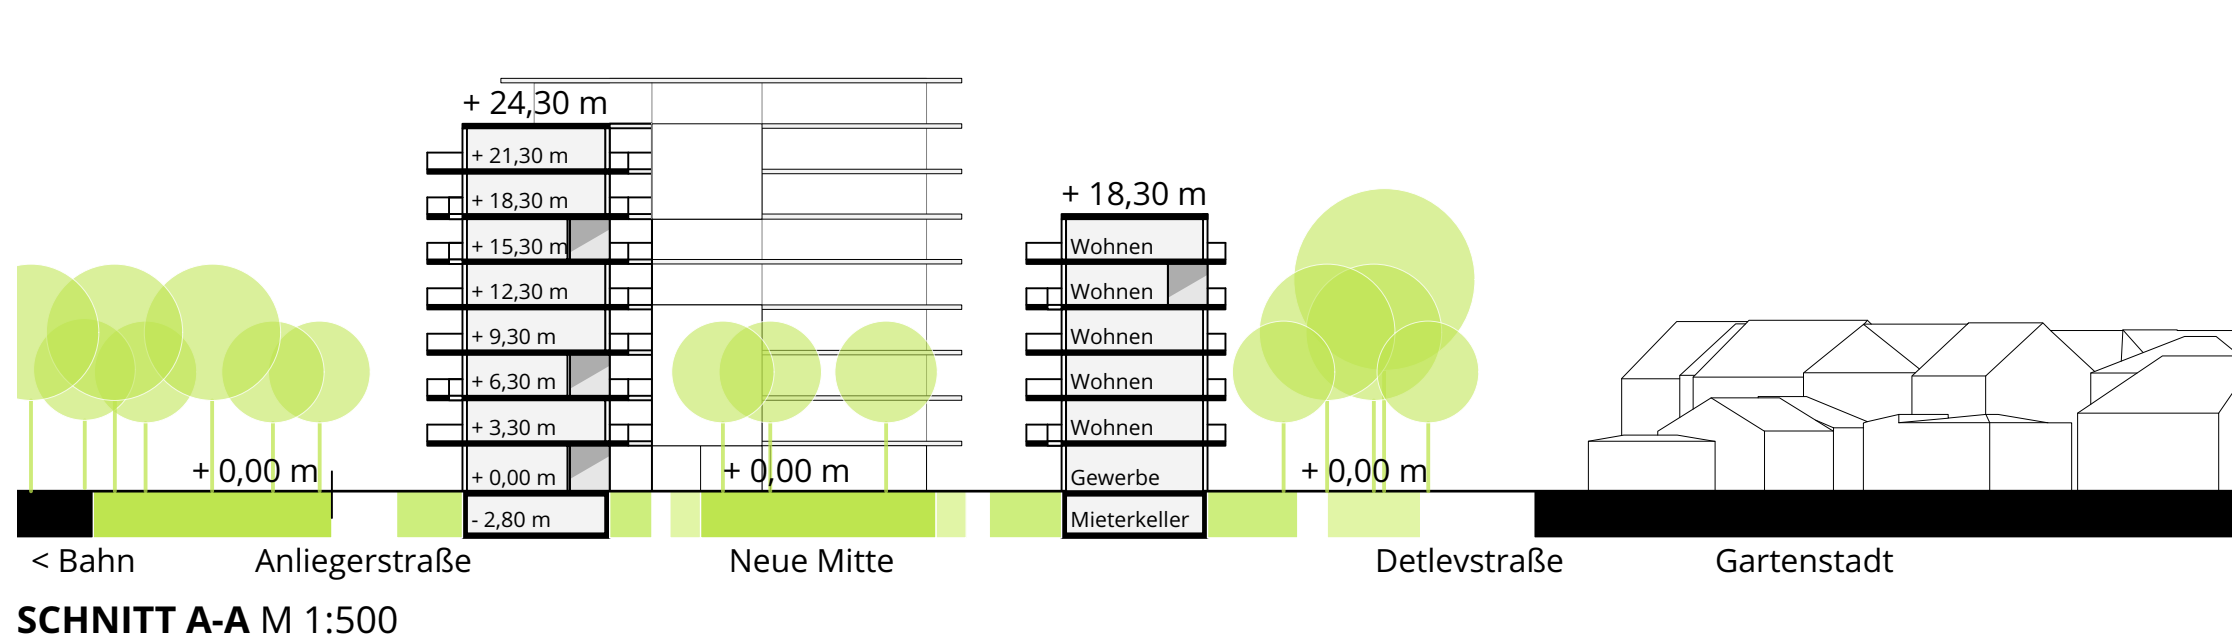 + 24,30 m
+ 21,30 m
+ 18,30 m
+ 15,30 m
+ 12,30 m
+ 9,30 m
+ 6,30 m
+ 3,30 m
+ 0,00 m
- 2,80 m
+ 18,30 m
Wohnen
Wohnen
Wohnen
Wohnen
Wohnen
Gewerbe
Mieterkeller
+ 0,00 m
+ 0,00 m
+ 0,00 m
< Bahn
Anliegerstraße
Neue Mitte
Detlevstraße
Gartenstadt
SCHNITT A-A M 1:500